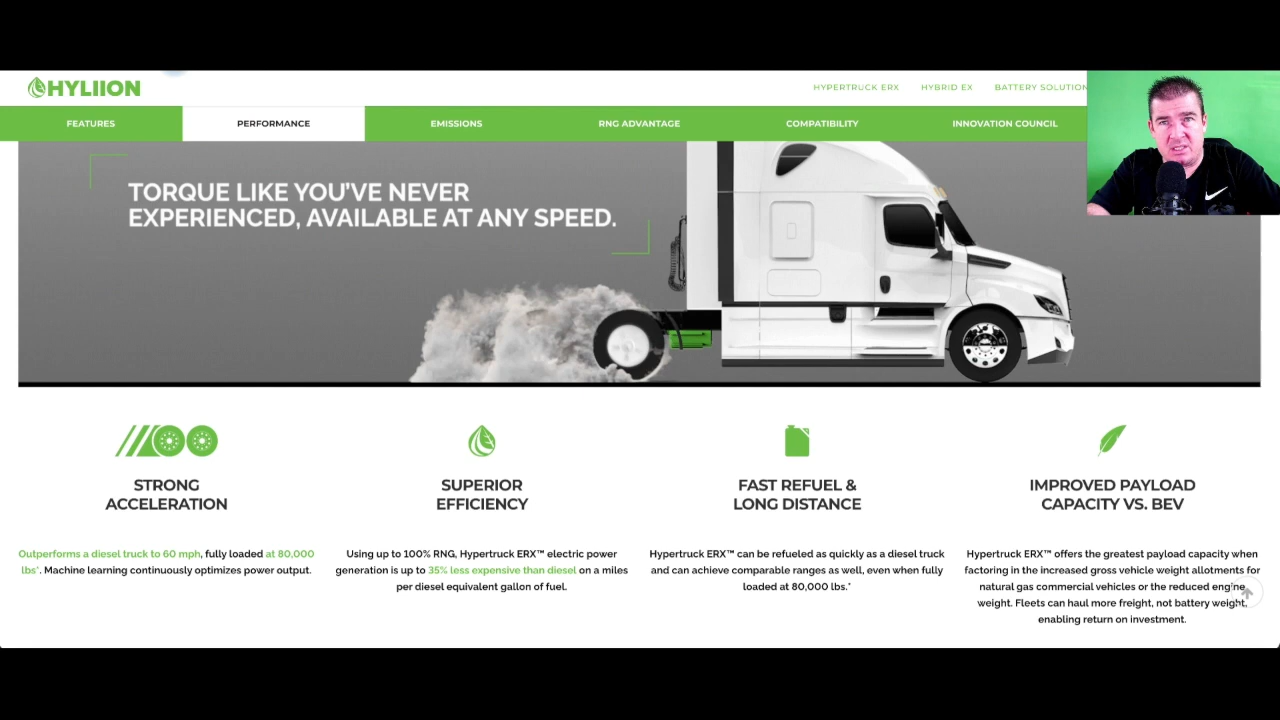 HYLIION
HYPERTRUCK ERX HYBRID EX BATTERY SOLUTION
FEATURES PERFORMANCE EMISSIONS RNG ADVANTAGE COMPATIBILITY INNOVATION COUNCIL
TORQUE LIKE YOU'VE NEVER
EXPERIENCED, AVAILABLE AT ANY SPEED.
STRONG
ACCELERATION
Outperforms a diesel truck to 60 mph, fully loaded at 80,000
lbs*. Machine learning continuously optimizes power output.
SUPERIOR
EFFICIENCY
Using up to 100% RNG, Hypertruck ERX™ electric power
generation is up to 35% less expensive than diesel on a miles
per diesel equivalent gallon of fuel.
FAST REFUEL &
LONG DISTANCE
Hypertruck ERX™ can be refueled as quickly as a diesel truck
and can achieve comparable ranges as well, even when fully
loaded at 80,000 lbs.*
IMPROVED PAYLOAD
CAPACITY VS. BEV
Hypertruck ERX™ offers the greatest payload capacity when
factoring in the increased gross vehicle weight allotments for
natural gas commercial vehicles or the reduced engine
weight. Fleets can haul more freight, not battery weight,
enabling return on investment.